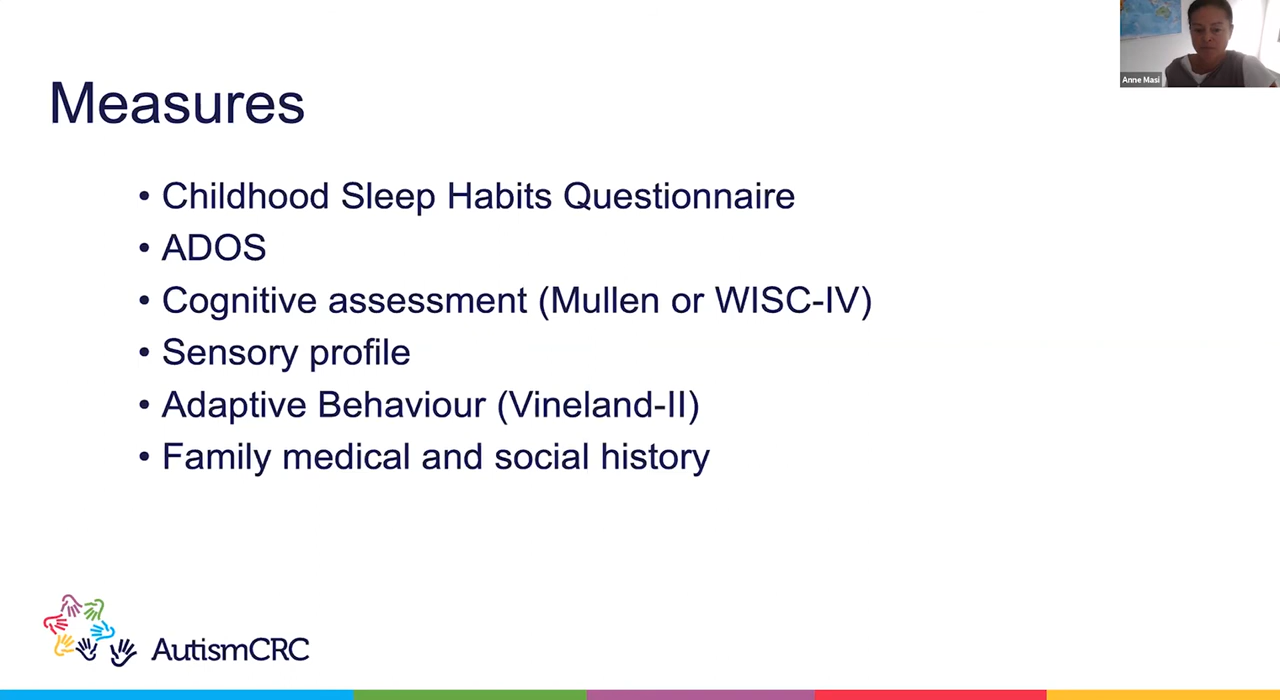 Anne Masi
Measures
• Childhood Sleep Habits Questionnaire
• ADOS
• Cognitive assessment (Mullen or WISC-IV)
• Sensory profile
• Adaptive Behaviour (Vineland-II)
• Family medical and social history
AutismCRC